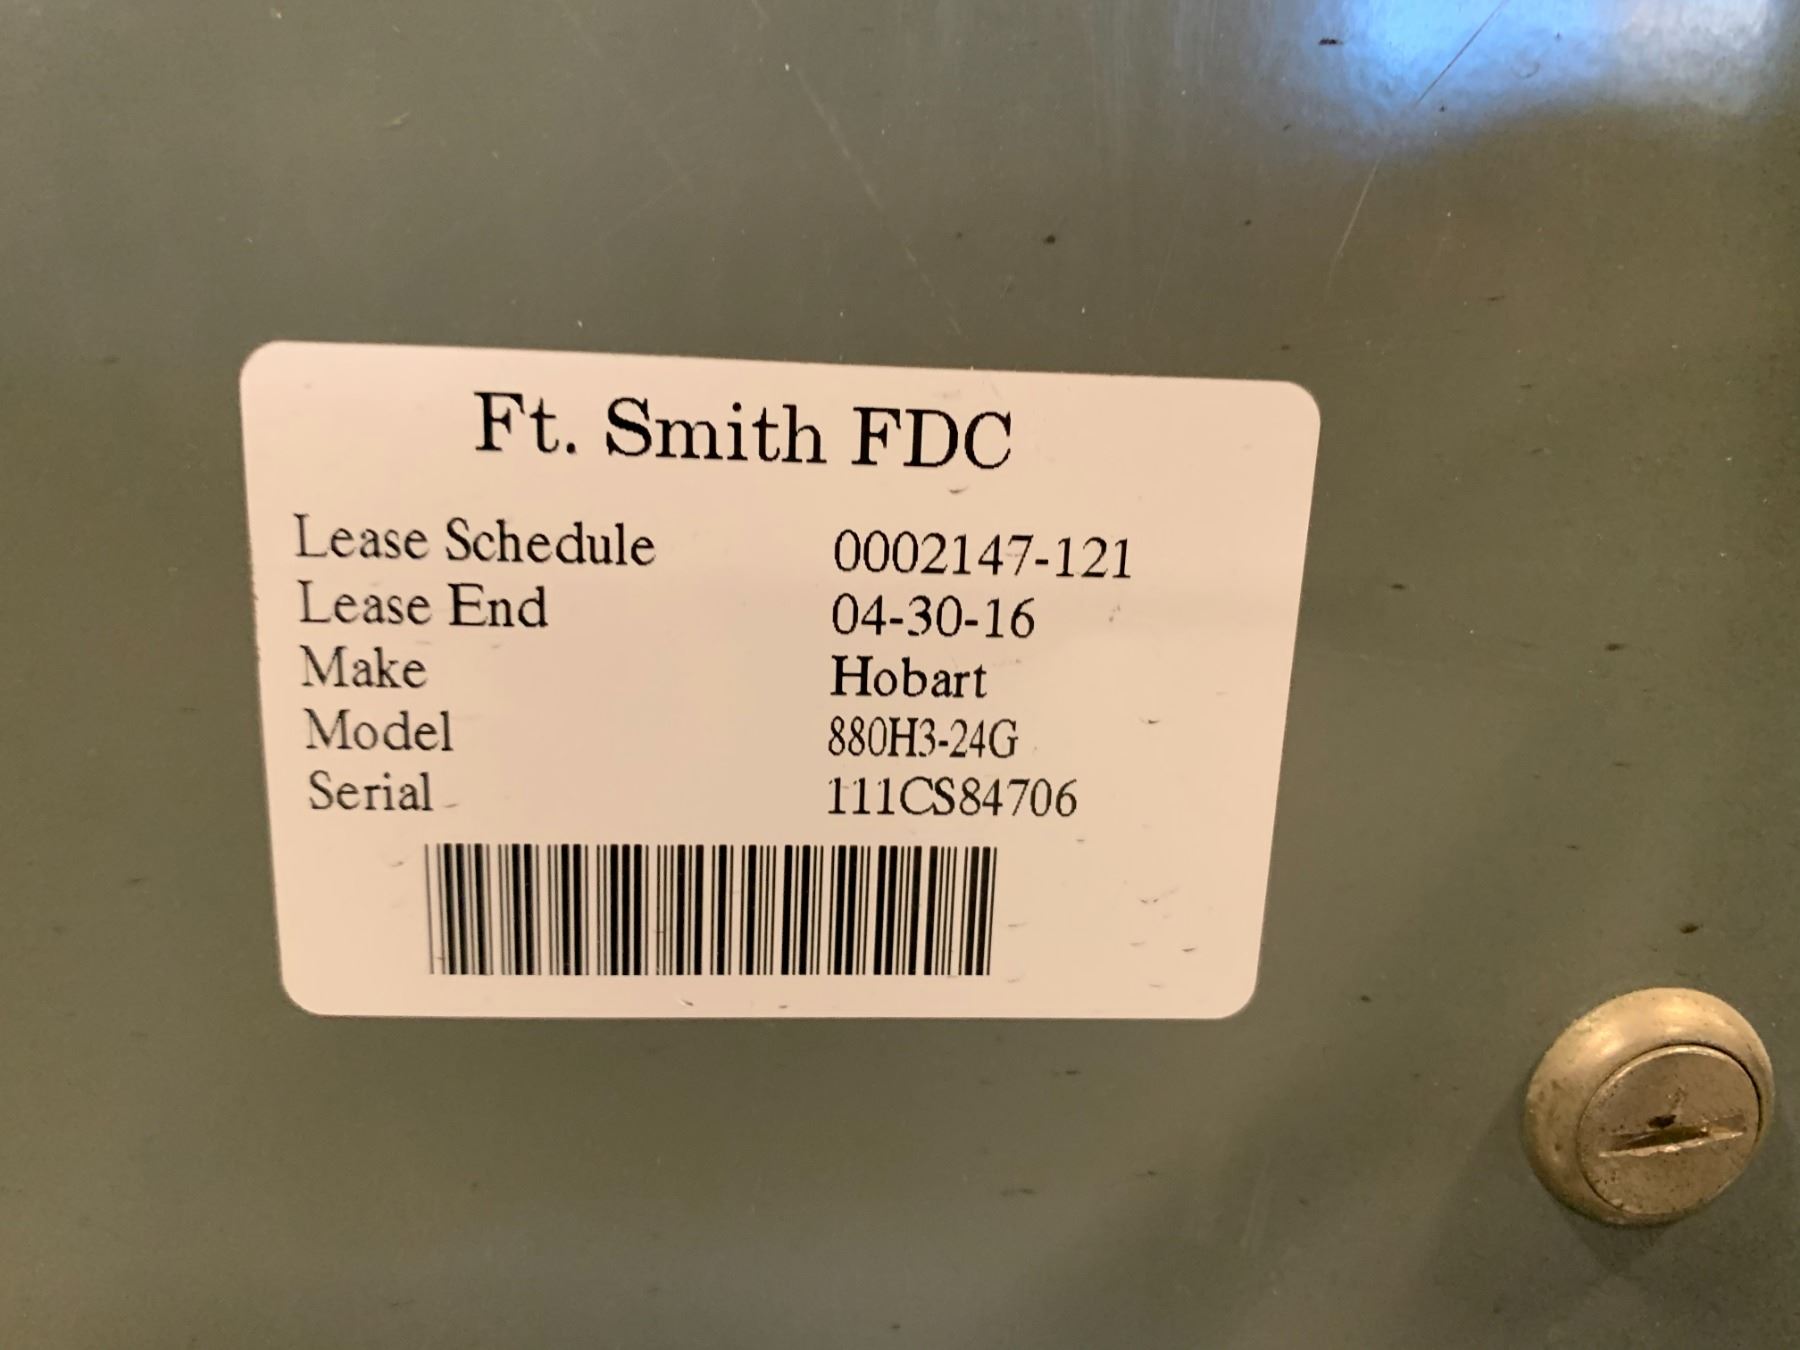 Ft. Smith FDC
Lease Schedule 0002147-121
Lease End 04-30-16
Make Hobart
Model 880H3-24G
Serial 111CS84706